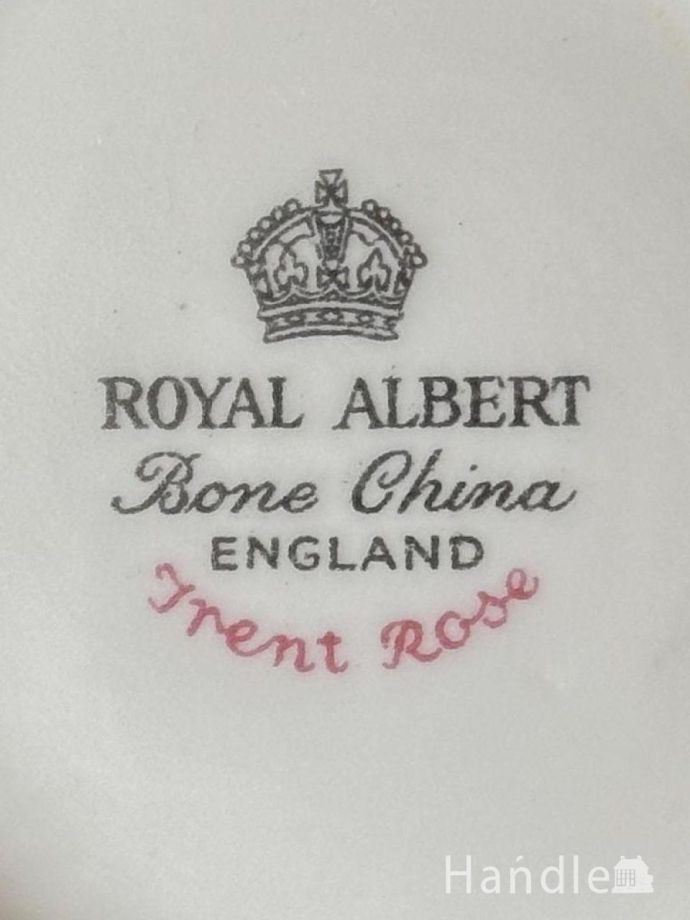 ROYAL ALBERT
Bone China
ENGLAND
Trent Rose
Handle